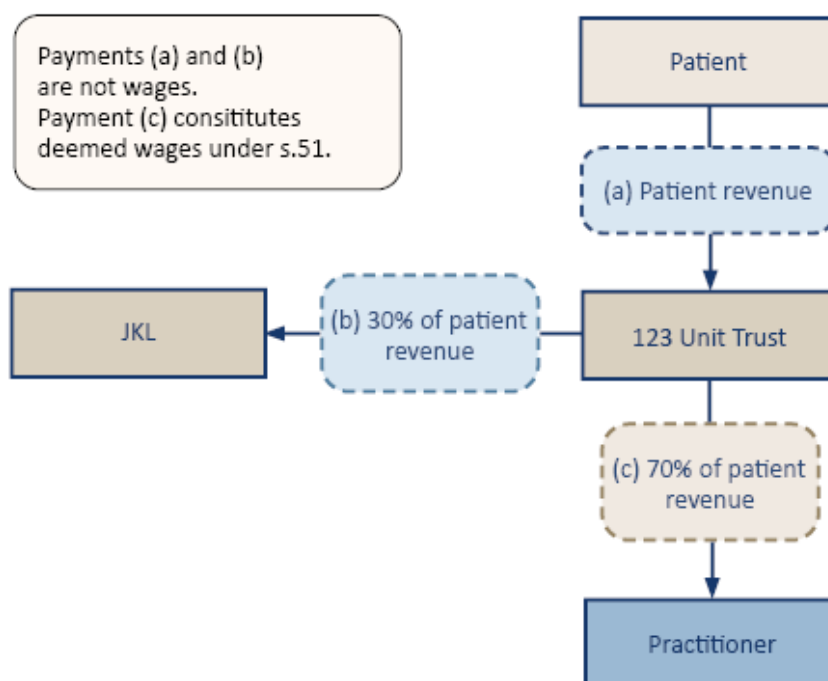 Payments (a) and (b)
are not wages.
Payment (c) consititutes
deemed wages under s.51.
Patient
(a) Patient revenue
JKL
(b) 30% of patient
revenue
123 Unit Trust
(c) 70% of patient
revenue
Practitioner